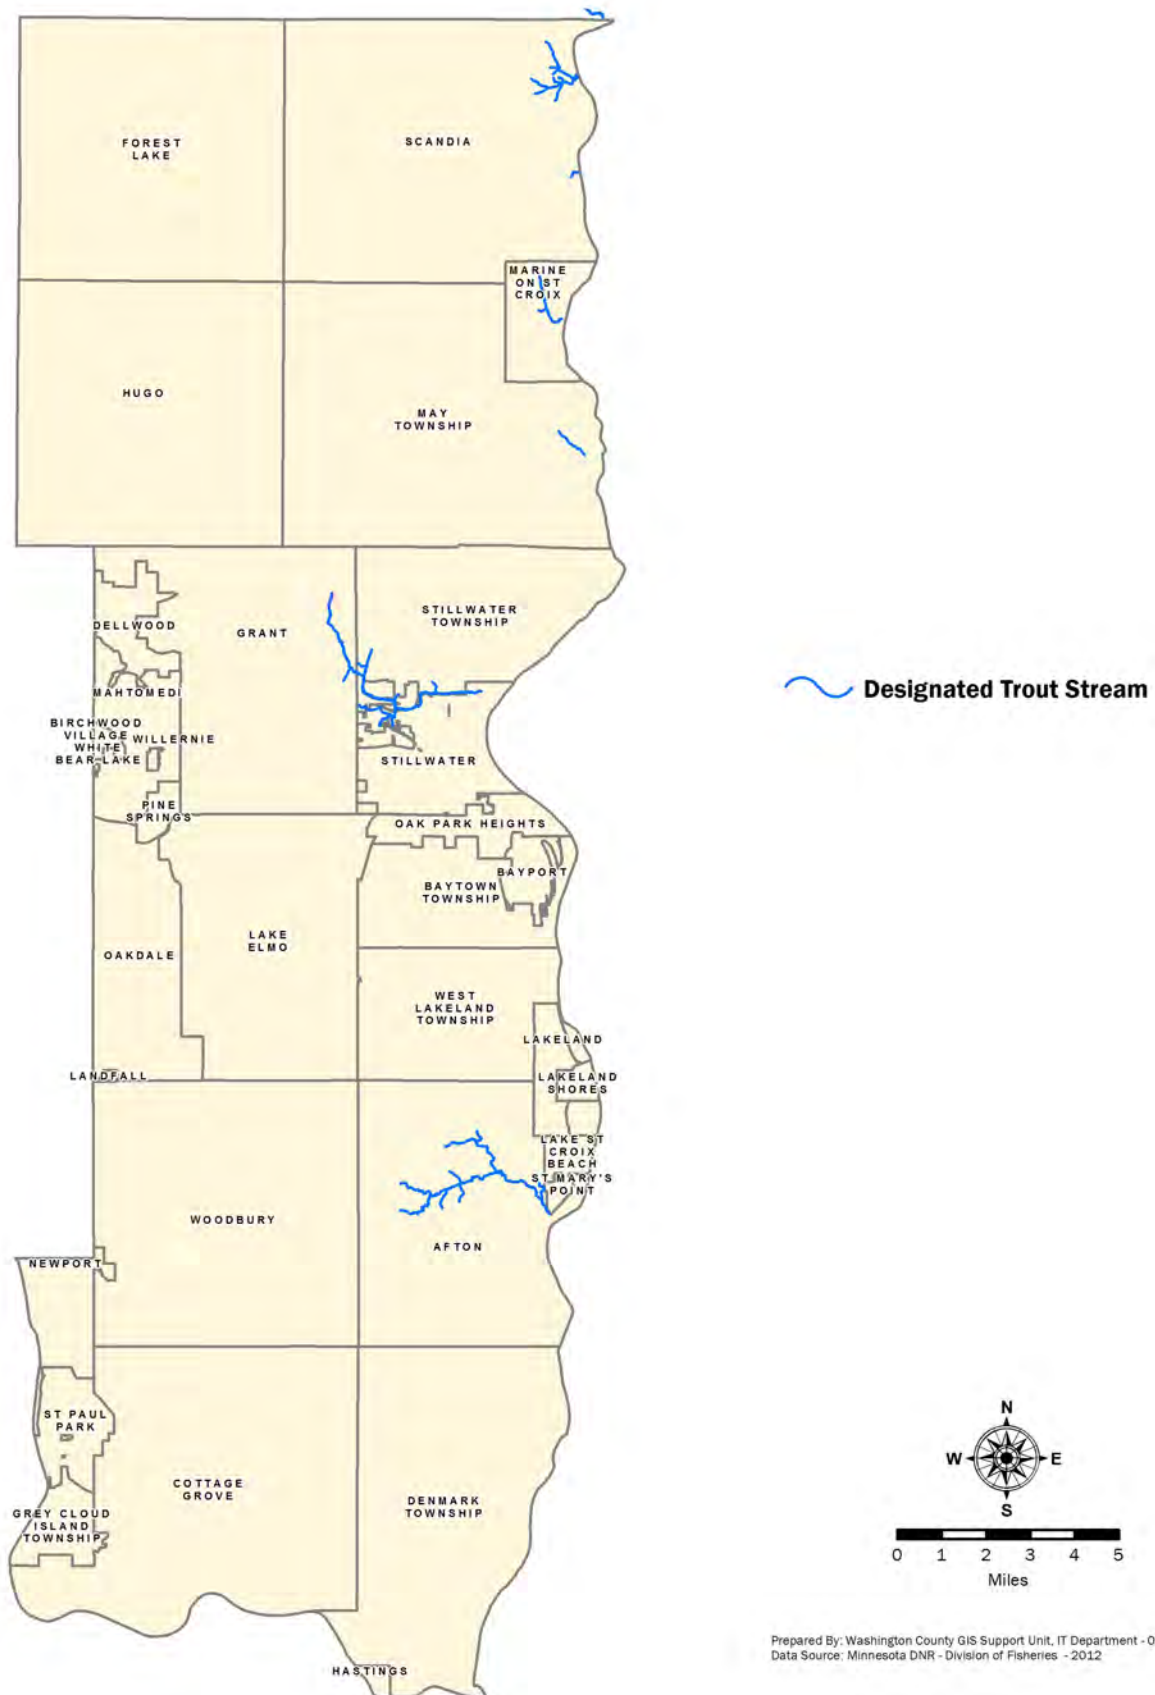 FOREST
LAKE
SCANDIA
MARINE
ON ST
CROIX
HUGO
MAY
TOWNSHIP
STILLWATER
TOWNSHIP
DELLWOOD
GRANT
MAHTOMEDI
BIRCHWOOD
VILLAGE
WHITE
BEAR LAKE
WILLERNIE
STILLWATER
PINE
SPRINGS
OAK PARK HEIGHTS
BAYPORT
BAYTOWN
TOWNSHIP
LAKE
ELMO
OAKDALE
WEST
LAKELAND
TOWNSHIP
LAKELAND
LANDFALL
LAKELAND
SHORES
LAKE ST
CROIX
BEACH
ST MARY'S
POINT
WOODBURY
AFTON
NEWPORT
ST PAUL
PARK
COTTAGE
GROVE
DENMARK
TOWNSHIP
GREY CLOUD
ISLAND
TOWNSHIP
HASTINGS
Designated Trout Stream
N
W E
S
0 1 2 3 4 5
Miles
Prepared By: Washington County GIS Support Unit, IT Department - 0
Data Source: Minnesota DNR - Division of Fisheries - 2012